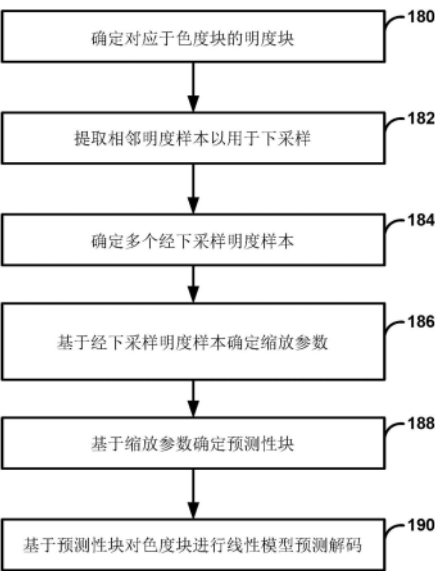 确定对应于色度块的明度块
180
提取相邻明度样本以用于下采样
182
确定多个经下采样明度样本
184
基于经下采样明度样本确定缩放参数
186
基于缩放参数确定预测性块
188
基于预测性块对色度块进行线性模型预测解码
190